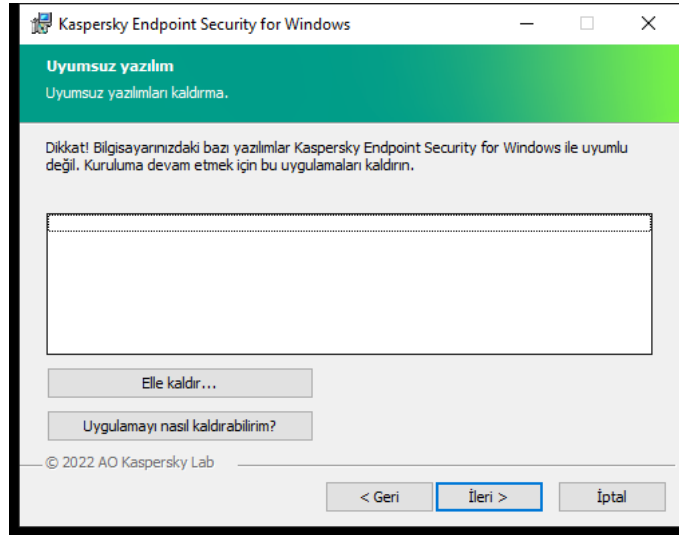 Kaspersky Endpoint Security for Windows
Uyumsuz yazılım
Uyumsuz yazılımları kaldırma.
Dikkat! Bilgisayarınızdaki bazı yazılımlar Kaspersky Endpoint Security for Windows ile uyumlu
değil. Kuruluma devam etmek için bu uygulamaları kaldırın.
Elle kaldır...
Uygulamayı nasıl kaldırabilirim?
© 2022 AO Kaspersky Lab
< Geri
İleri >
İptal